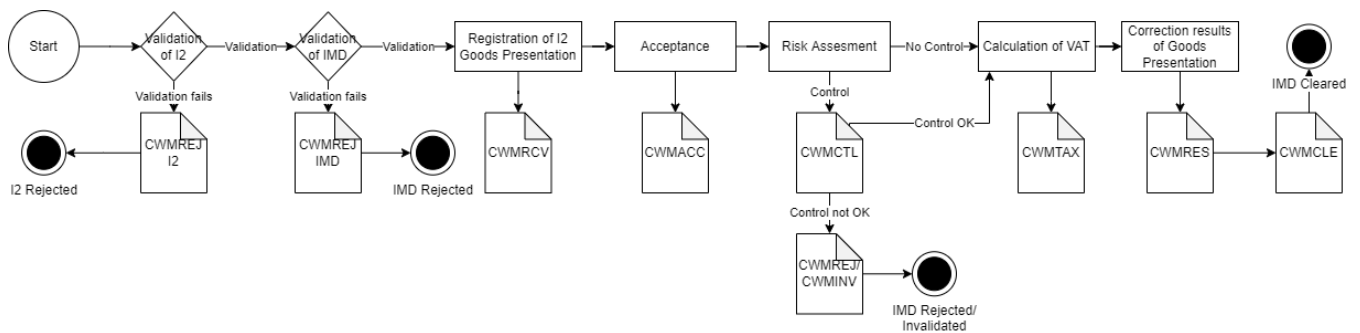 Start
Validation
of I2
Validation
Validation
of IMD
Validation
Registration of I2
Goods Presentation
Acceptance
Risk Assesment
No Control
Calculation of VAT
Correction results
of Goods
Presentation
IMD Cleared
Validation fails
Validation fails
Control
Control OK
I2 Rejected
CWMREJ
I2
CWMREJ
IMD
IMD Rejected
CWMRCV
CWMACC
CWMCTL
CWMTAX
CWMRES
CWMCLE
Control not OK
CWMREJ/
CWMINV
IMD Rejected/
Invalidated